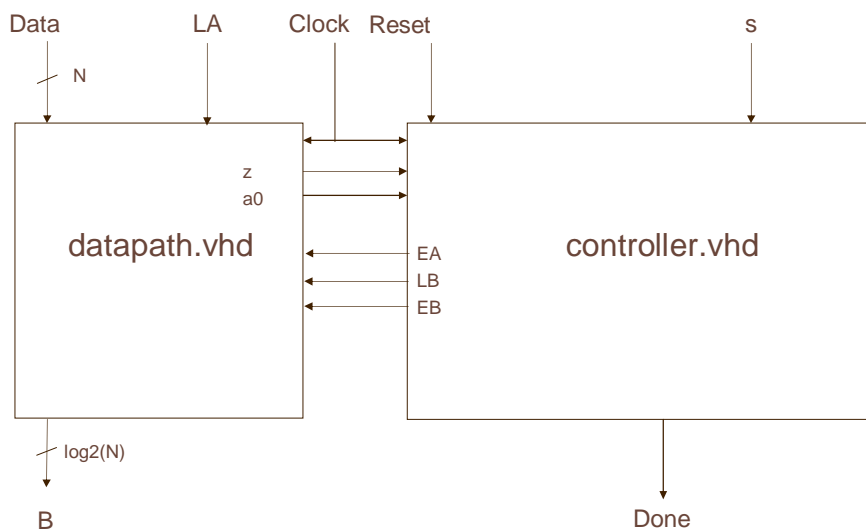 Data LA Clock Reset s
N
z
a0
datapath.vhd controller.vhd
EA
LB
EB
log2(N)
B Done